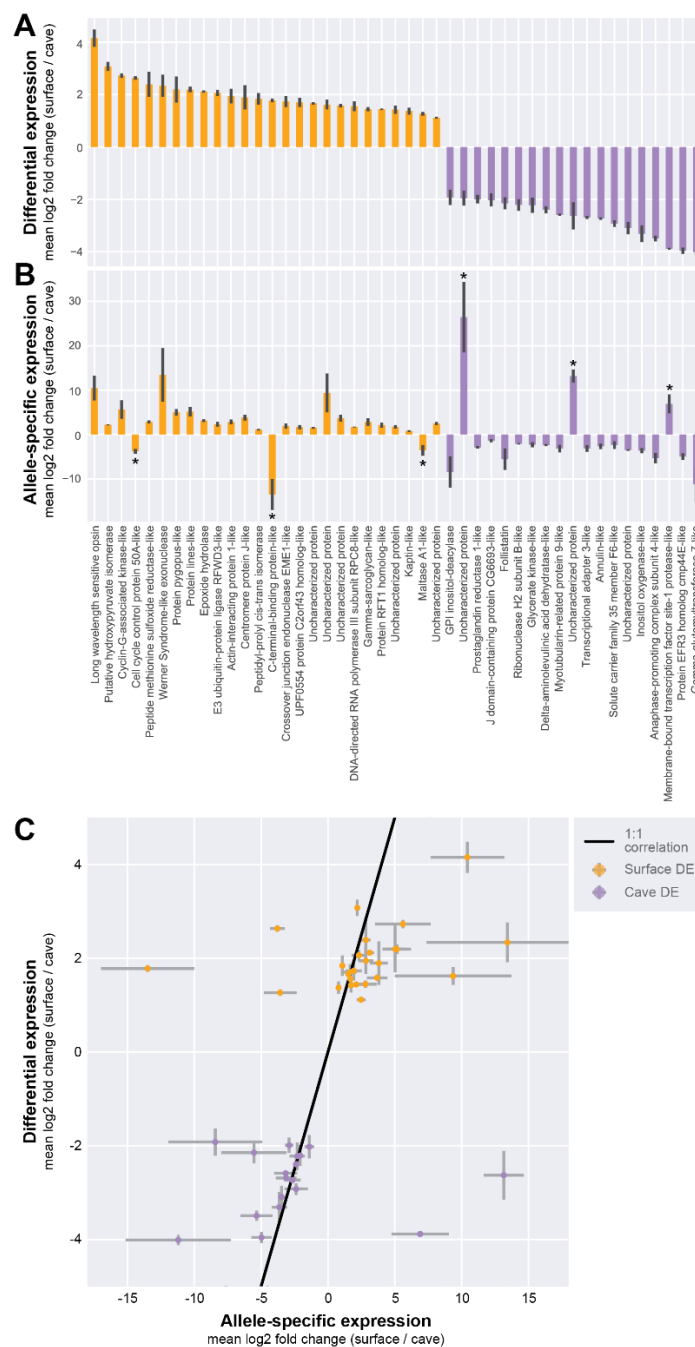 A
4
2
0
−2
−4
Differential expression
mean log2 fold change (surface / cave)
B
*
*
*
30
20
10
0
−10
*
*
*
Allele-specific expression
mean log2 fold change (surface / cave)
Long wavelength sensitive opsin
Putative hydroxypyruvate isomerase
Cyclin-G-associated kinase-like
Cell cycle control protein 50A-like
Peptide methionine sulfoxide reductase-like
Werner Syndrome-like exonuclease
Protein pygopus-like
Protein lines-like
Epoxide hydrolase
E3 ubiquitin-protein ligase RFWD3-like
Actin-interacting protein 1-like
Centromere protein J-like
Peptidyl-prolyl cis-trans isomerase
C-terminal-binding protein-like
Crossover junction endonuclease EME1-like
UPF0554 protein C2orf43 homolog-like
Uncharacterized protein
Uncharacterized protein
Uncharacterized protein
DNA-directed RNA polymerase III subunit RPC8-like
Gamma-sarcoglycan-like
Protein RFT1 homolog-like
Uncharacterized protein
Kaptin-like
Maltase A1-like
Uncharacterized protein
GPI inositol-deacylase
Uncharacterized protein
Prostaglandin reductase 1-like
J domain-containing protein CG6693-like
Follistatin
Ribonuclease H2 subunit B-like
Glycerate kinase-like
Delta-aminolevulinic acid dehydratase-like
Myotubularin-related protein 9-like
Uncharacterized protein
Transcriptional adapter 3-like
Annulin-like
Solute carrier family 35 member F6-like
Uncharacterized protein
Inositol oxygenase-like
Anaphase-promoting complex subunit 4-like
Membrane-bound transcription factor site-1 protease-like
Protein EFR3 homolog cmp44E-like
C
4
2
0
-2
-4
Differential expression
mean log2 fold change (surface / cave)
1:1
correlation
Surface DE
Cave DE
-15 -10 -5 0 5 10 15
Allele-specific expression
mean log2 fold change (surface / cave)